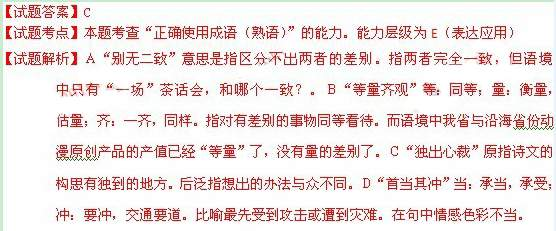 【试题答案】C
【试题考点】本题考查“正确使用成语（熟语）”的能力。能力层级为E（表达应用）
【试题解析】A“别无二致”意思是指区分不出两者的差别。指两者完全一致，但语境
中只有“一场”茶话会，和哪个一致？。B“等量齐观”等：同等；量：衡量，
估量；齐：一齐，同样。指对有差别的事物同等看待。而语境中我省与沿海省份动
漫原创产品的产值已经“等量”了，没有量的差别了。C“独出心裁”原指诗文的
构思有独到的地方。后泛指想出的办法与众不同。D“首当其冲”当：承当，承受；
冲：要冲，交通要道。比喻最先受到攻击或遭到灾难。在句中情感色彩不当。